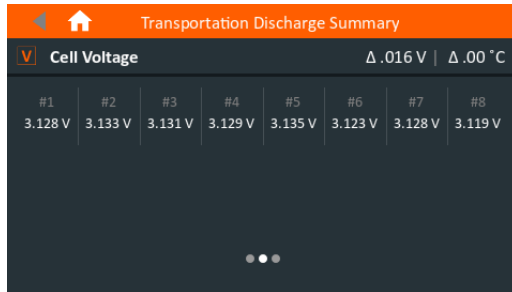 Transportation Discharge Summary
V Cell Voltage Δ .016 V | Δ .00 °C
#1 #2 #3 #4 #5 #6 #7 #8
3.128 V 3.133 V 3.131 V 3.129 V 3.135 V 3.123 V 3.128 V 3.119 V